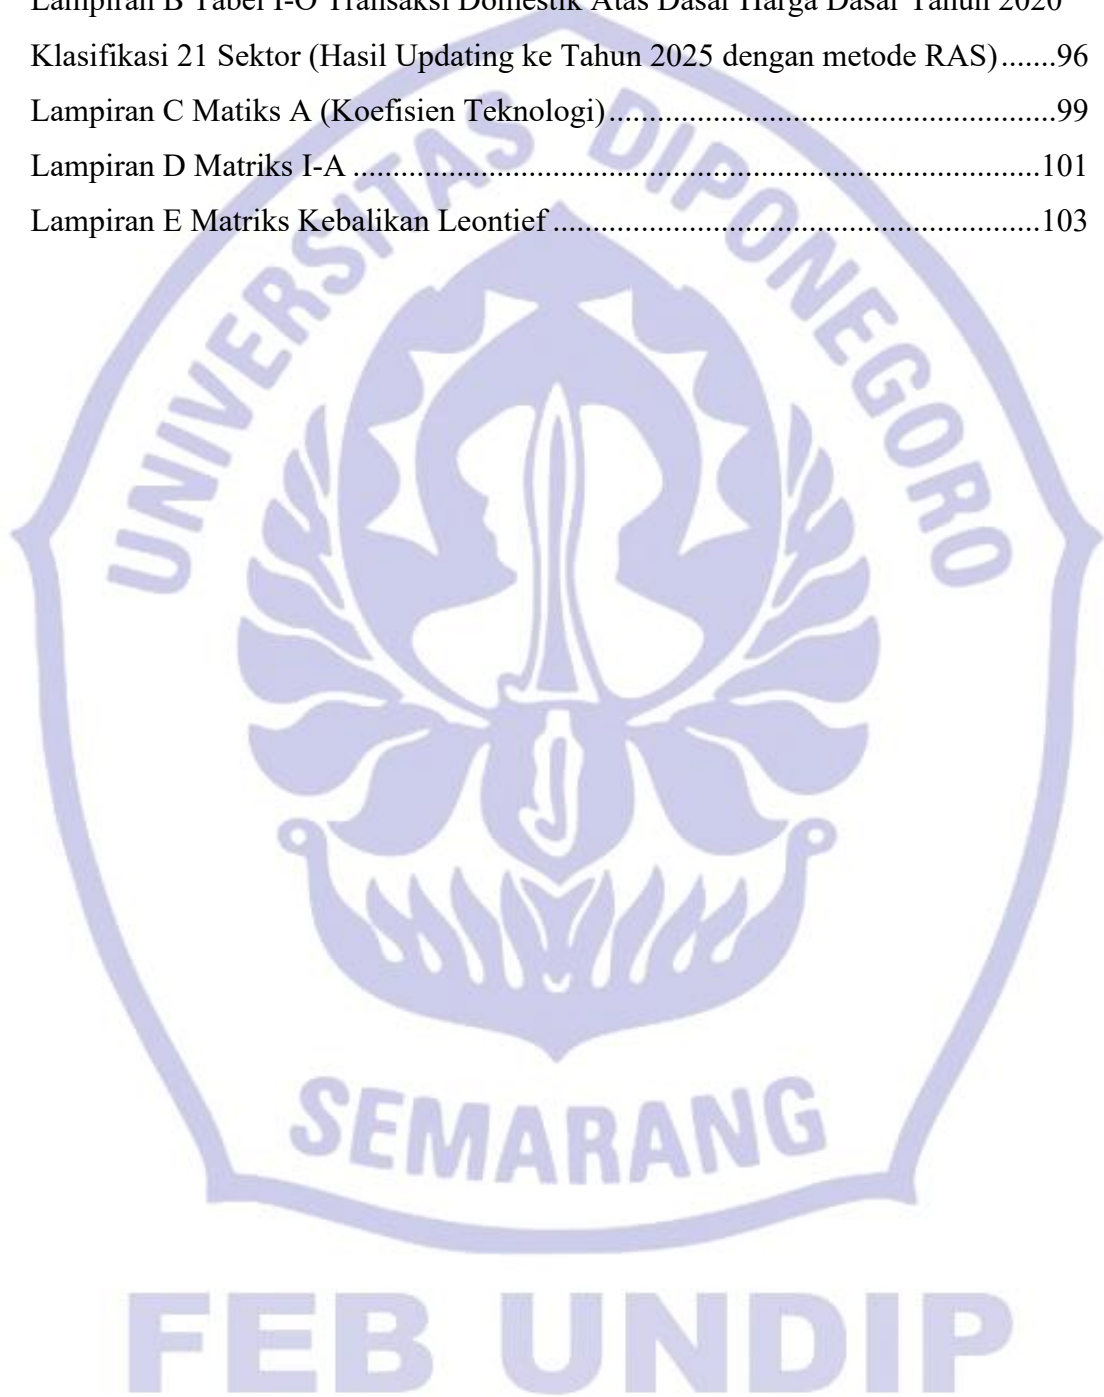 Lampiran B Tabel I-O Transaksi Domestik Atas Dasar Harga Dasar Tahun 2020
Klasifikasi 21 Sektor (Hasil Updating ke Tahun 2025 dengan metode RAS)......96
Lampiran C Matiks A (Koefisien Teknologi)........................................................99
Lampiran D Matriks I-A ......................................................................................101
Lampiran E Matriks Kebalikan Leontief .............................................................103
UNIVERSITAS DIPONEGORO
SEMARANG
FEB UNDIP